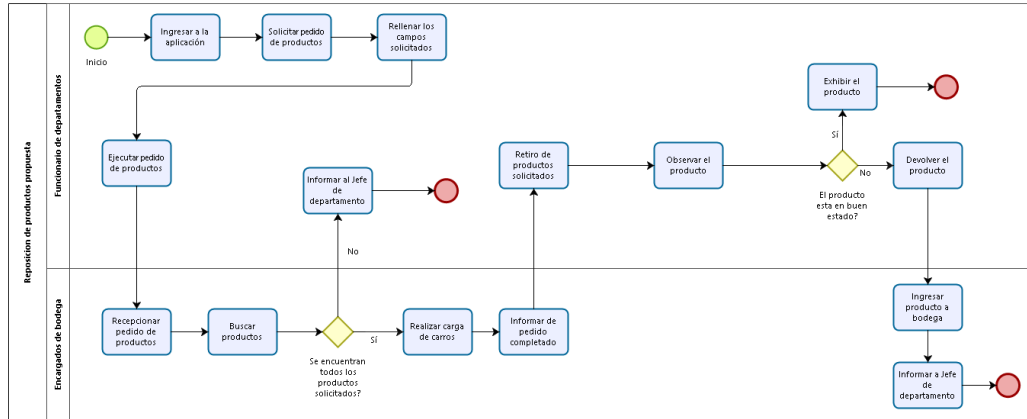 Reposicion de productos propuesta
Funcionario de departamentos
Inicio
Ingresar a la
aplicación
Solicitar pedido
de productos
Rellenar los
campos
solicitados
Ejecutar pedido
de productos
Informar al Jefe
de
departamento
No
Retiro de
productos
solicitados
Observar el
producto
Exhibir el
producto
Sí
No
El producto
esta en buen
estado?
Devolver el
producto
Encargados de bodega
Recepcionar
pedido de
productos
Buscar
productos
Se encuentran
todos los
productos
solicitados?
Sí
Realizar carga
de carros
Informar de
pedido
completado
Ingresar
producto a
bodega
Informar a Jefe
de
departamento